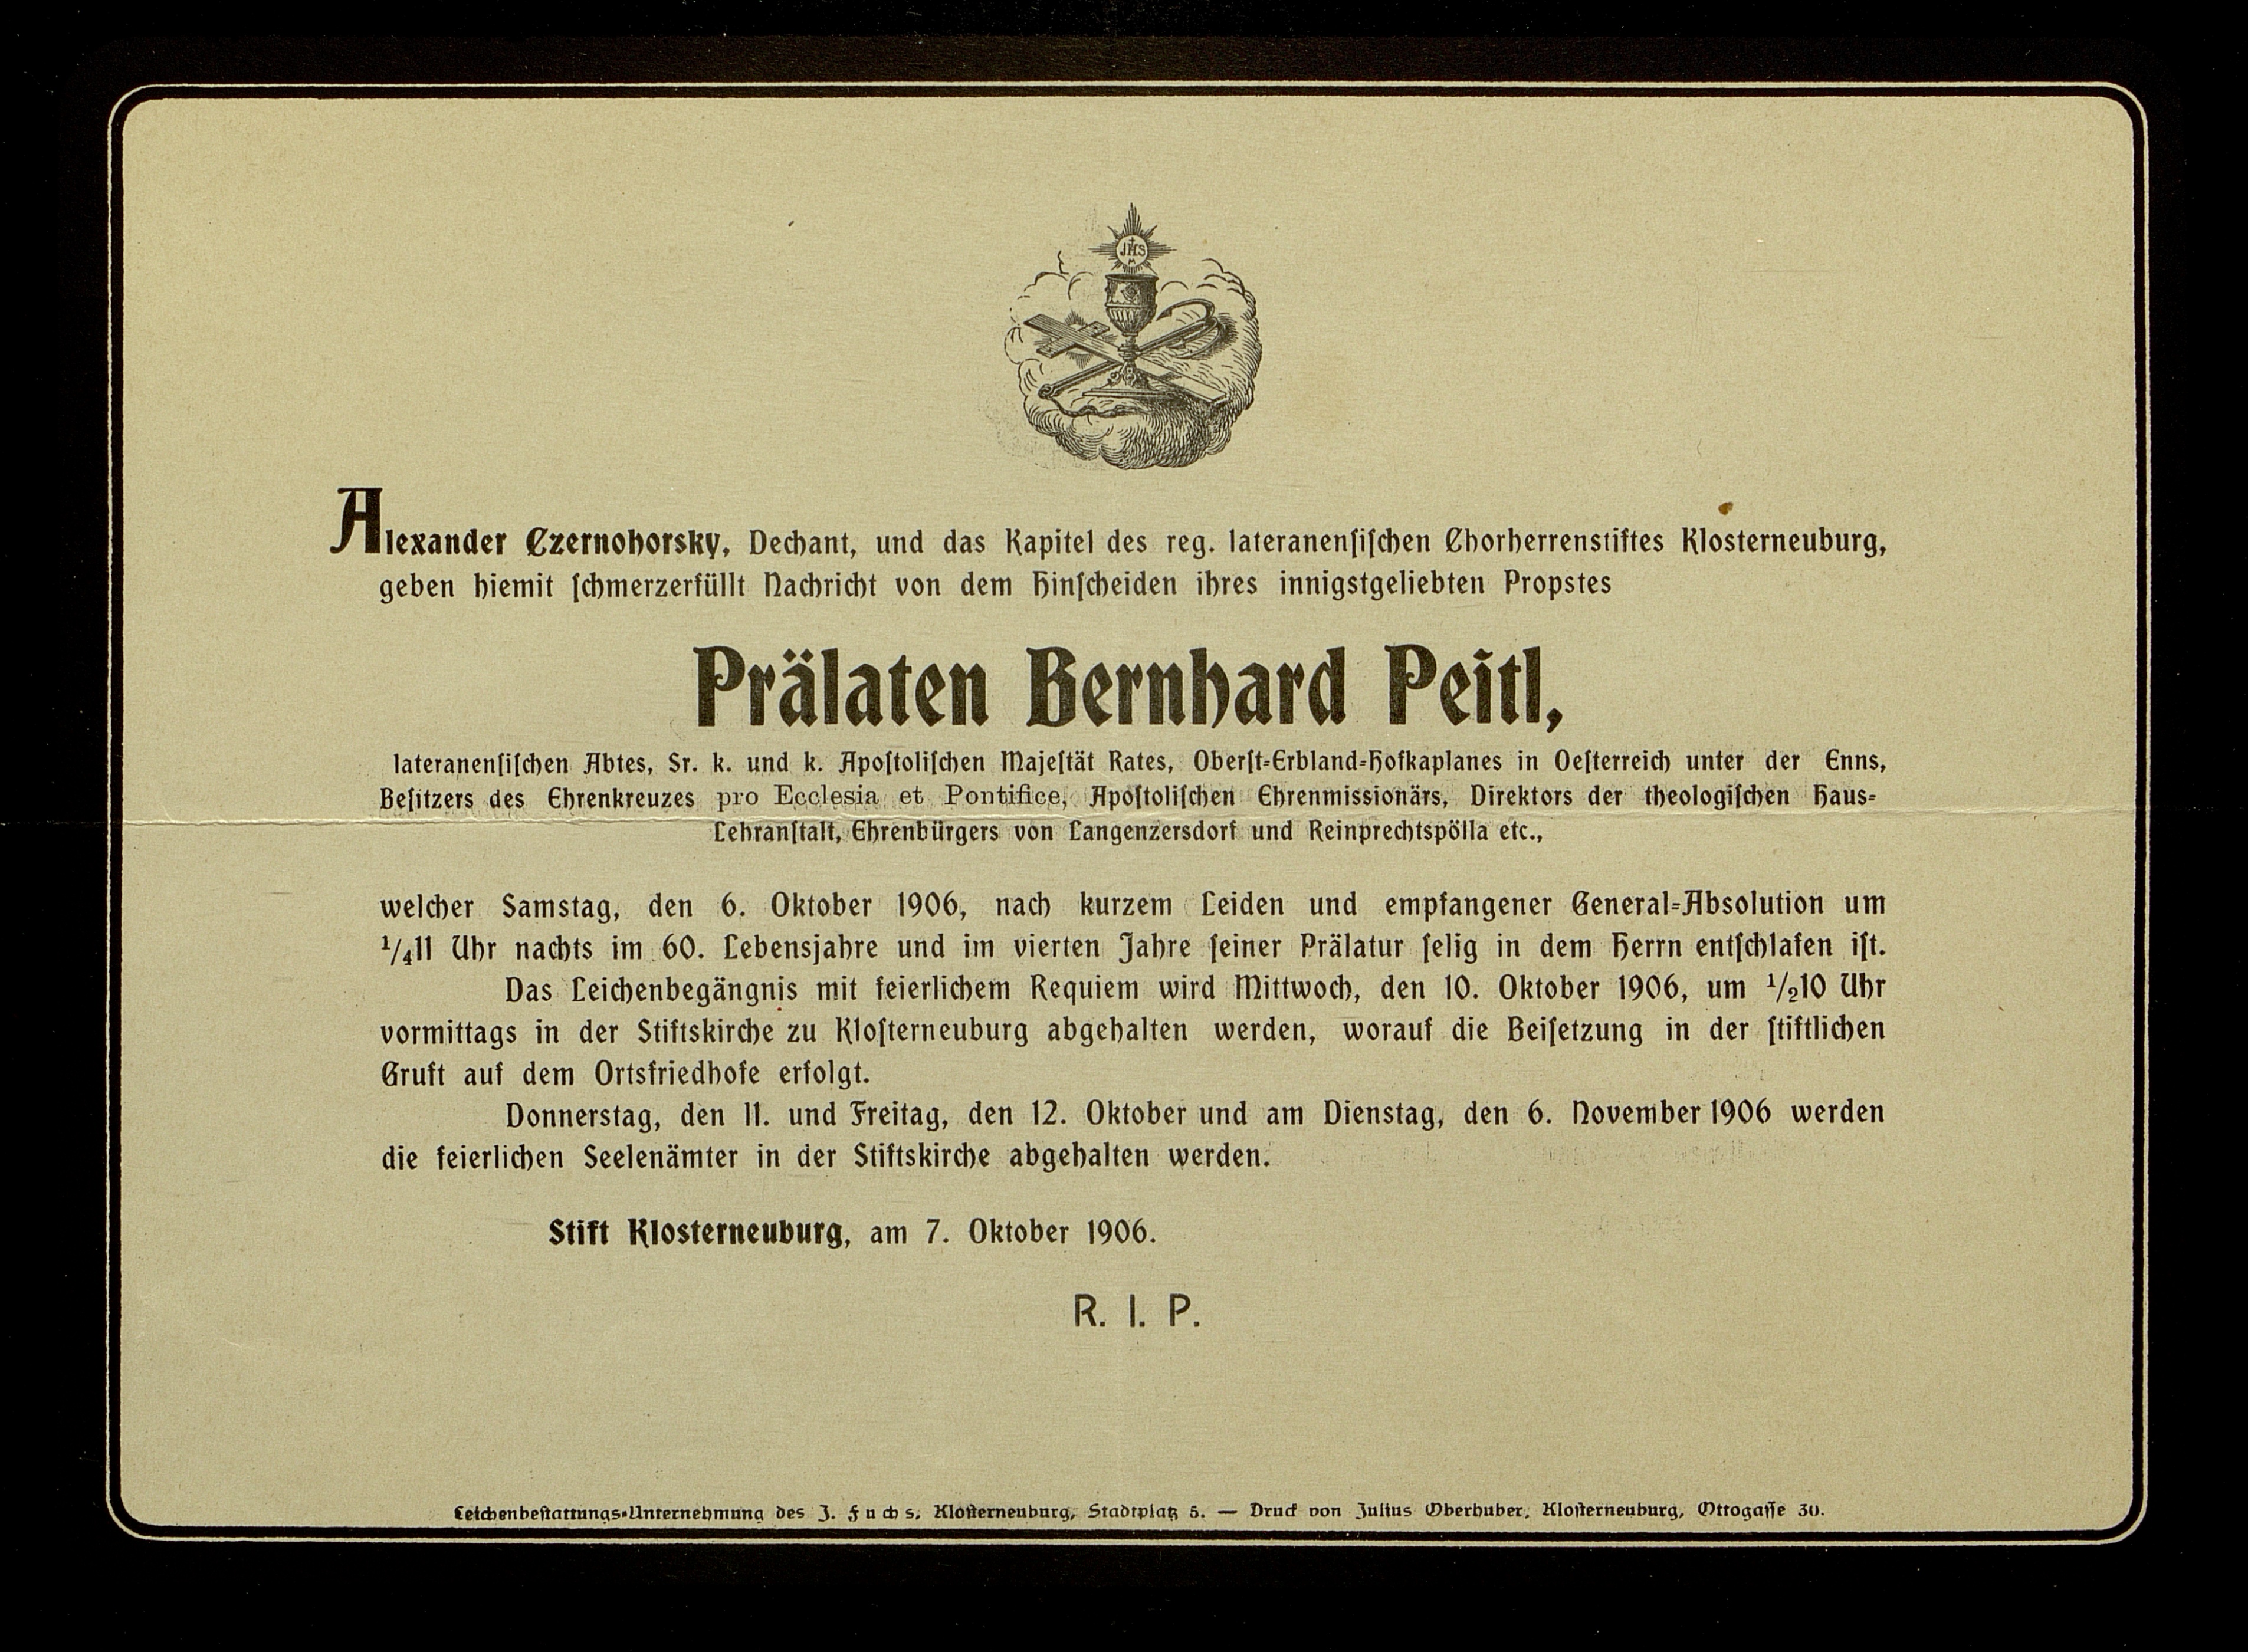 JHS
Alexander Czernohorsky, Dechant, und das Kapitel des reg. lateranenſiſchen Chorherrenstiftes Klosterneuburg,
geben hiemit ſchmerzerfüllt Nachricht von dem Hinſcheiden ihres innigstgeliebten Propstes
Prälaten Bernhard Peitl,
lateranenſiſchen Abtes, Sr. k. und k. Apoſtoliſchen Majeſtät Rates, Oberſt-Erbland-Hofkaplanes in Oeſterreich unter der Enns,
Beſitzers des Ehrenkreuzes pro Ecclesia et Pontifice, Apoſtoliſchen Ehrenmissionärs, Direktors der theologiſchen Haus-
Lehranſtalt, Ehrenbürgers von Langenzersdorf und Reinprechtspölla etc.,
welcher Samstag, den 6. Oktober 1906, nach kurzem Leiden und empfangener General-Absolution um
¼11 Uhr nachts im 60. Lebensjahre und im vierten Jahre ſeiner Prälatur ſelig in dem Herrn entſchlafen iſt.
Das Leichenbegängnis mit feierlichem Requiem wird Mittwoch, den 10. Oktober 1906, um ½10 Uhr
vormittags in der Stiftskirche zu Kloſterneuburg abgehalten werden, worauf die Beiſetzung in der ſtiftlichen
Gruft auf dem Ortsfriedhofe erfolgt.
Donnerstag, den 11. und Freitag, den 12. Oktober und am Dienstag, den 6. November 1906 werden
die feierlichen Seelenämter in der Stiftskirche abgehalten werden.
Stift Klosterneuburg, am 7. Oktober 1906.
R. I. P.
Leichenbeſtattungs-Unternehmung des J. Fuchs, Kloſterneuburg, Stadtplatz 5. — Druck von Julius Oberhuber, Kloſterneuburg, Ottogaſſe 30.